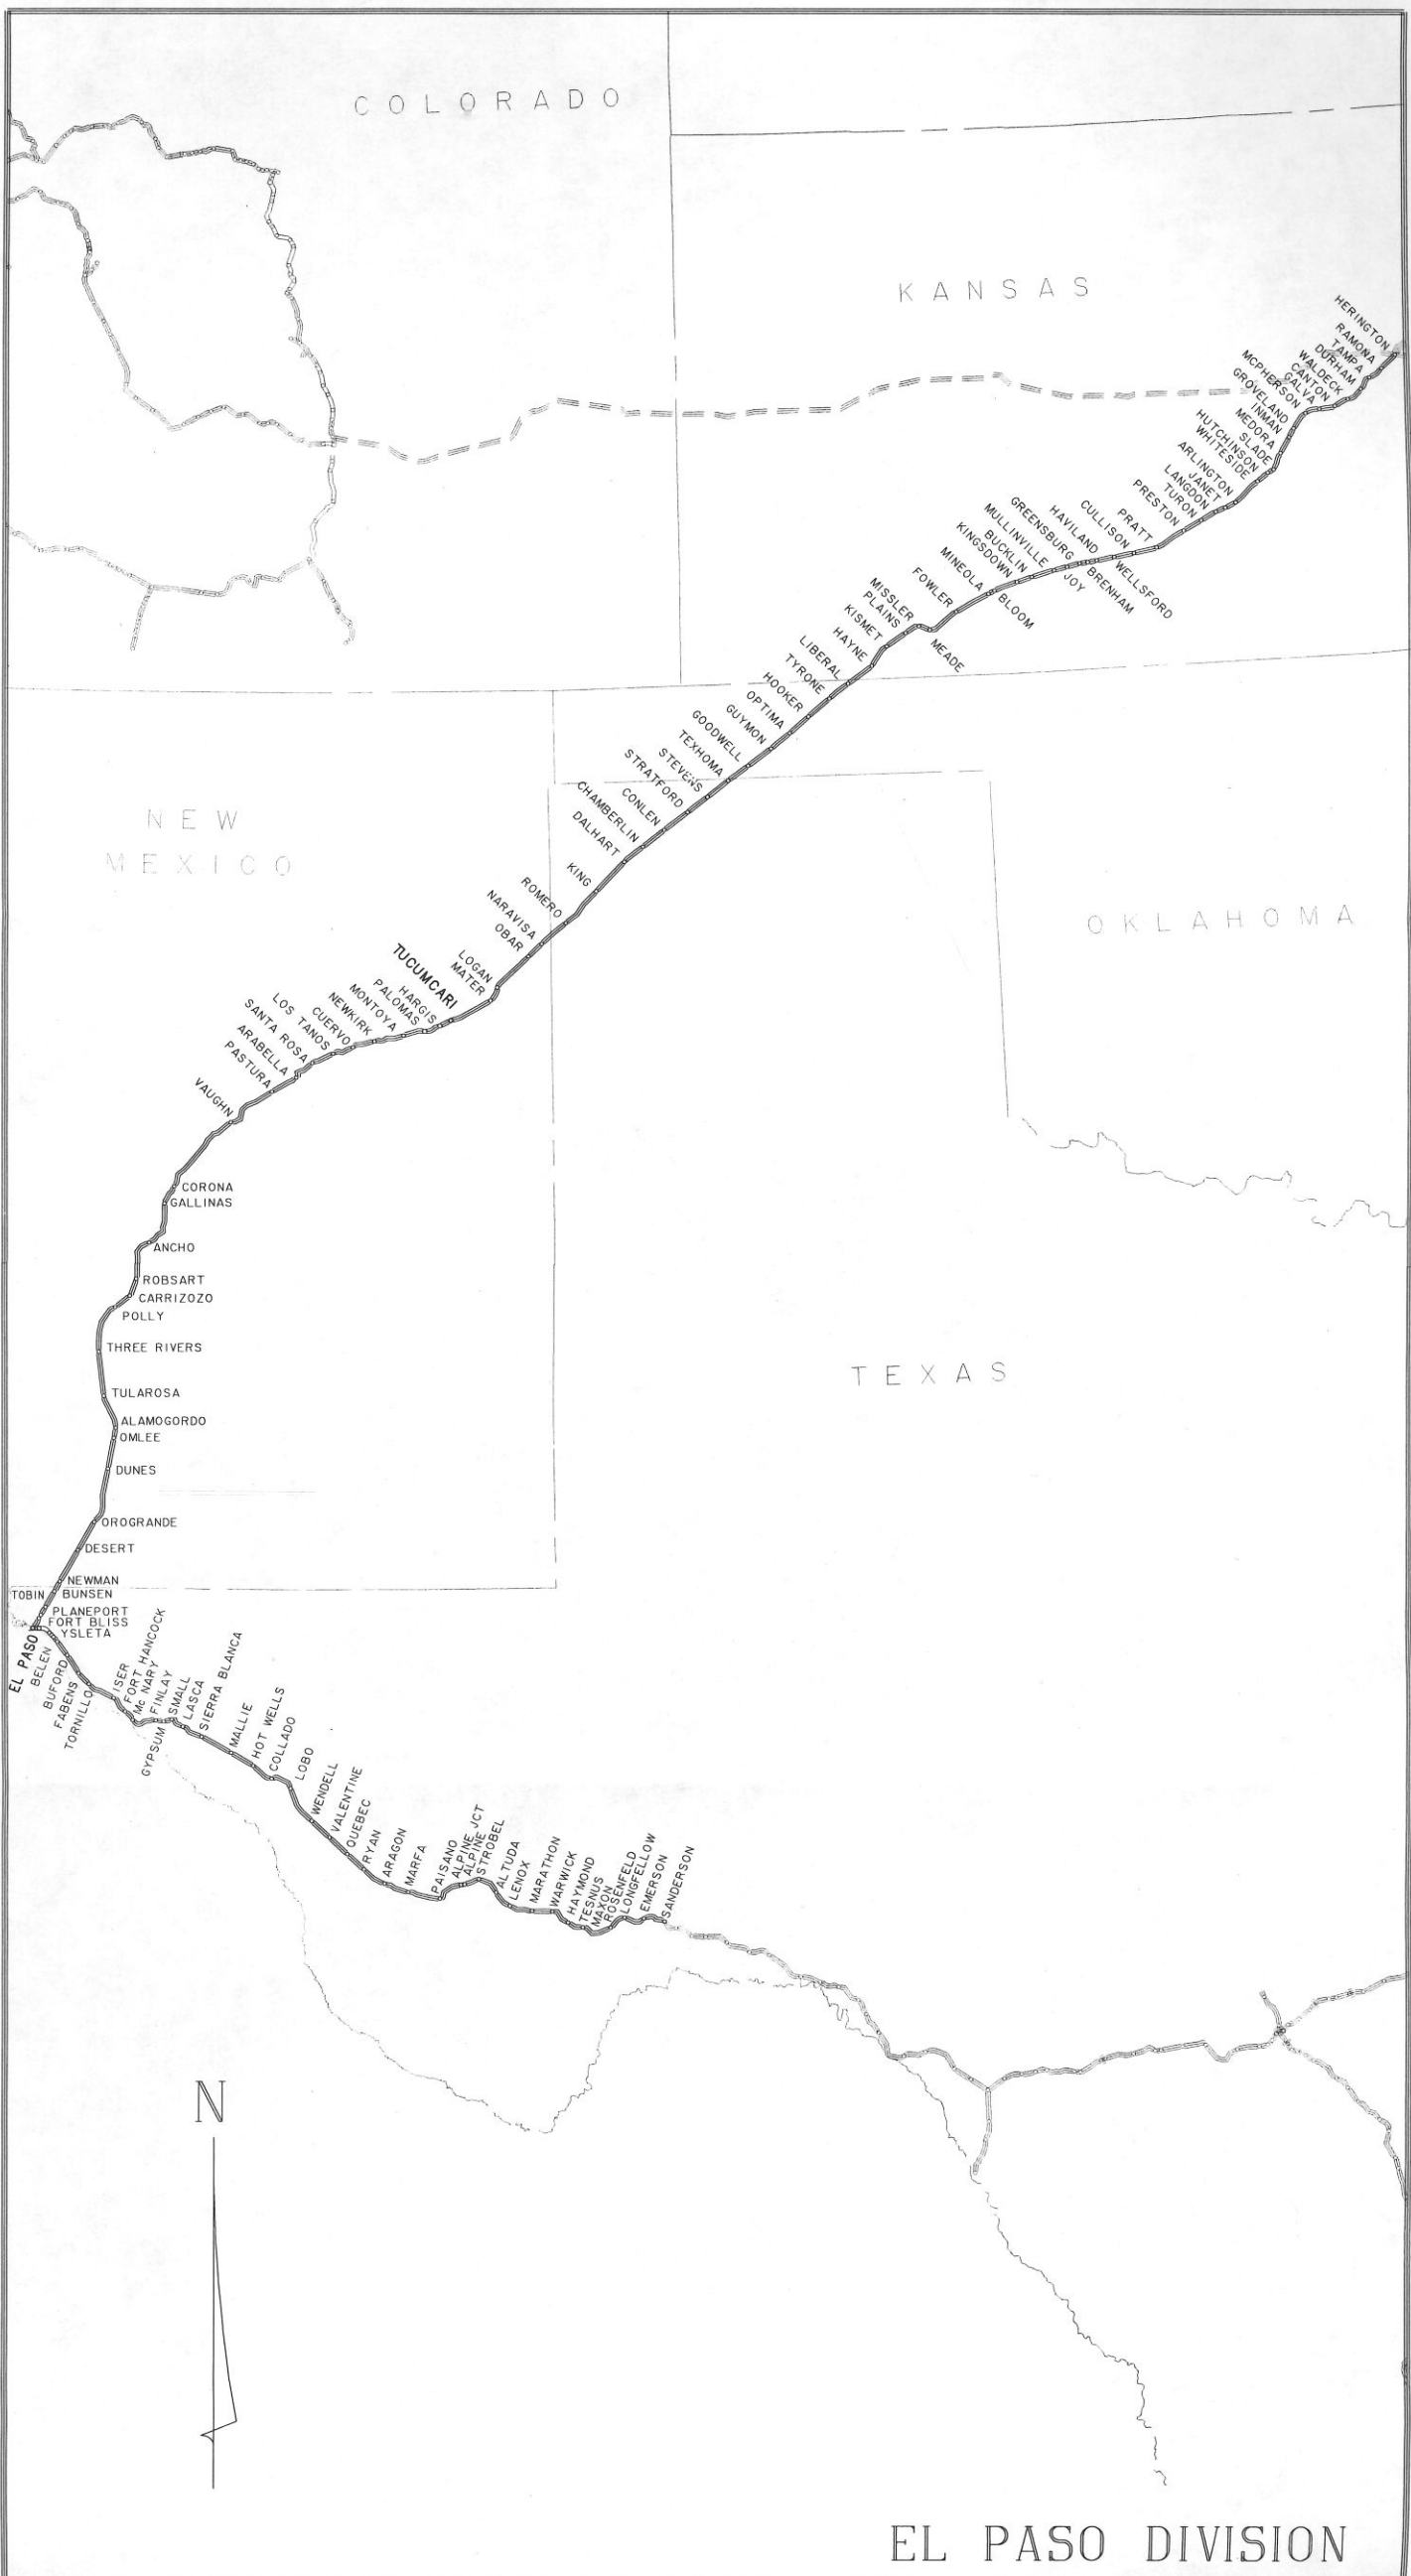 COLORADO
KANSAS
HERINGTON
RAMONA
TAMPA
DURHAM
WALDECK
CANTON
GALVA
MCPHERSON
GROVELAND
INMAN
MEDORA
SLADE
HUTCHINSON
WHITESIDE
ARLINGTON
JANET
LANGDON
TURON
PRESTON
PRATT
CULLISON
WELLSFORD
HAVILAND
BRENHAM
GREENSBURG
JOY
MULLINVILLE
BUCKLIN
KINGSDOWN
BLOOM
MINEOLA
FOWLER
MEADE
MISSLER
PLAINS
KISMET
HAYNE
LIBERAL
TYRONE
HOOKER
OPTIMA
GUYMON
GOODWELL
TEXHOMA
STEVENS
STRATFORD
CONLEN
CHAMBERLIN
DALHART
NEW
MEXICO
OKLAHOMA
KING
ROMERO
NARAVISA
OBAR
LOGAN
MATER
TUCUMCARI
HARGIS
PALOMAS
MONTOYA
NEWKIRK
CUERVO
LOS TANOS
SANTA ROSA
ARABELLA
PASTURA
VAUGHN
CORONA
GALLINAS
ANCHO
ROBSART
CARRIZOZO
POLLY
THREE RIVERS
TEXAS
TULAROSA
ALAMOGORDO
OMLEE
DUNES
OROGRANDE
DESERT
NEWMAN
TOBIN
BUNSEN
PLANEPORT
FORT BLISS
YSLETA
EL PASO
BELEN
BUFORD
FABENS
TORNILLO
ISER
FORT HANCOCK
Mc NARY
GYPSUM
FINLAY
SMALL
LASCA
SIERRA BLANCA
MALLIE
HOT WELLS
COLLADO
LOBO
WENDELL
VALENTINE
QUEBEC
RYAN
ARAGON
MARFA
PAISANO
ALPINE JCT
ALPINE
STROBEL
ALTUDA
LENOX
MARATHON
WARWICK
HAYMOND
TESNUS
MAXON
ROSENFELD
LONGFELLOW
EMERSON
SANDERSON
N
EL PASO DIVISION